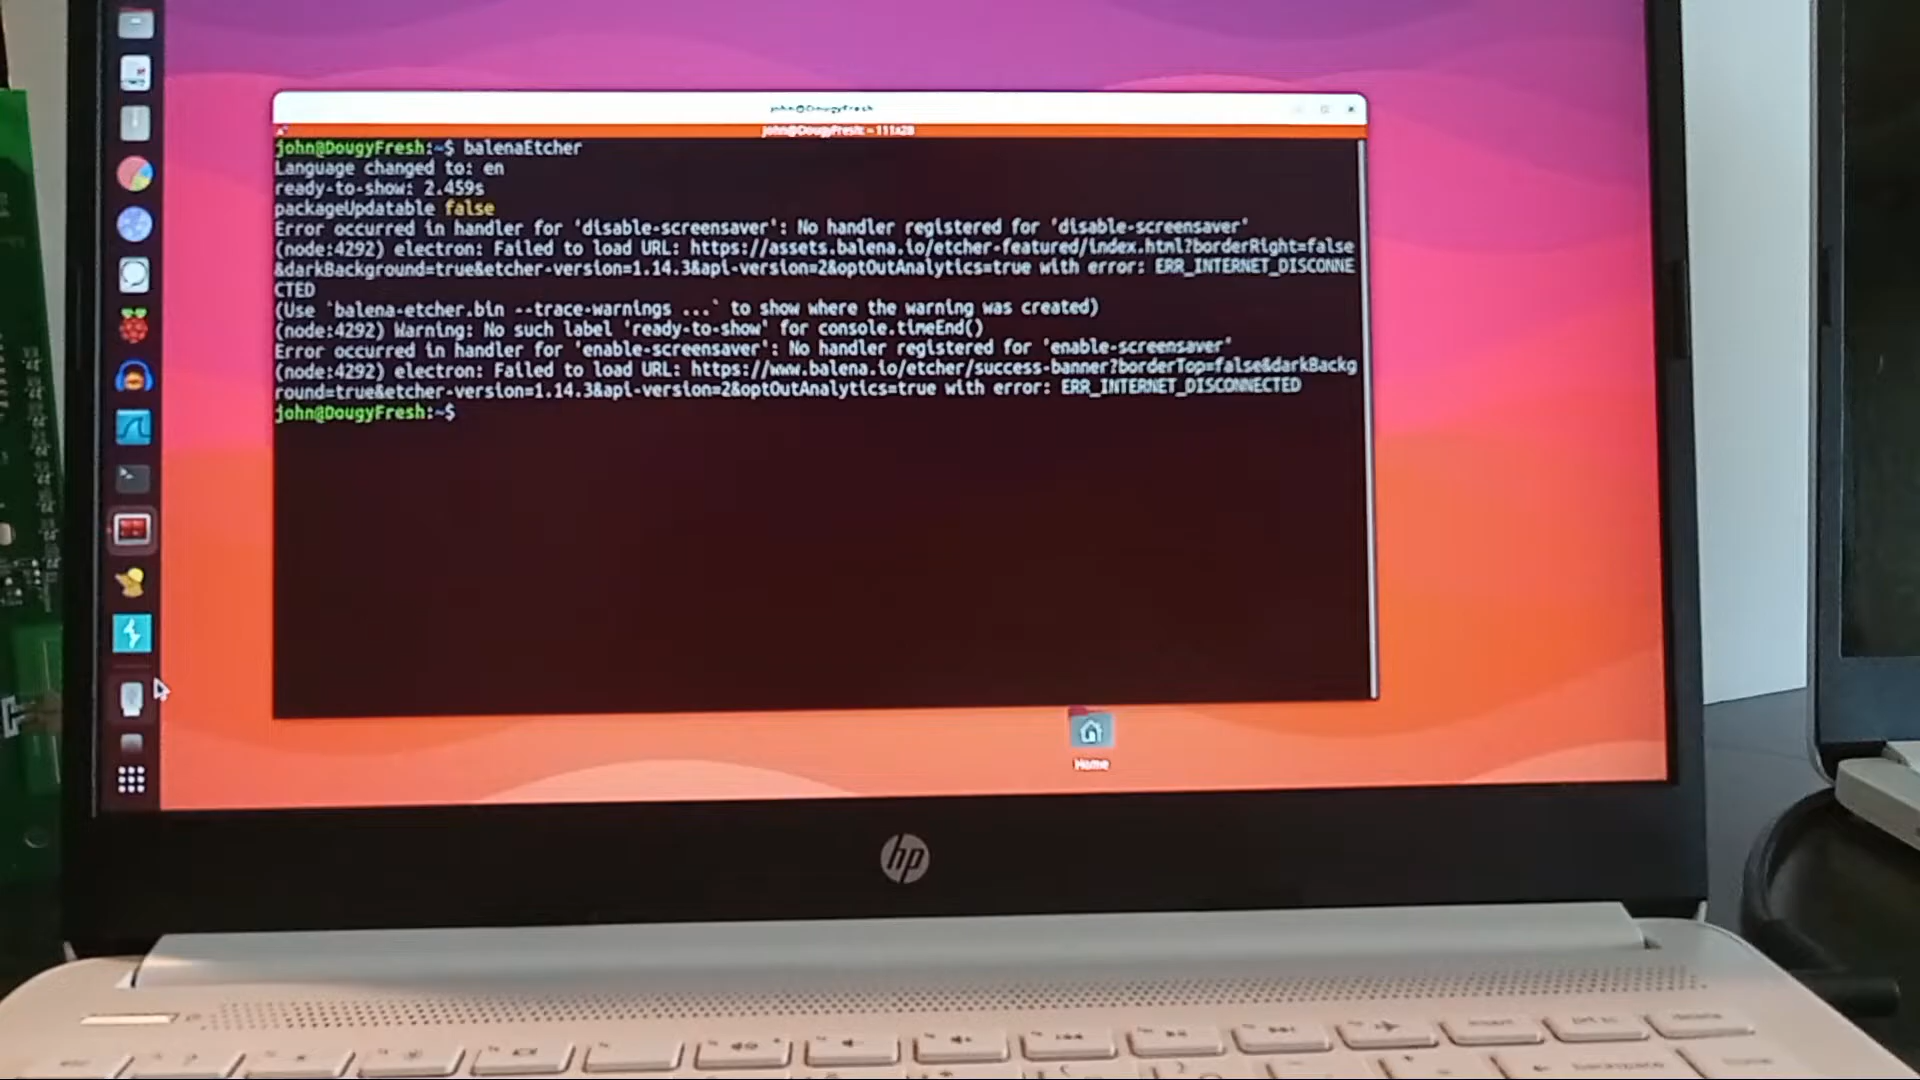 john@DougyFresh: ~
john@DougyFresh: ~ 111x28
john@DougyFresh:~$ balenaEtcher
Language changed to: en
ready-to-show: 2.459s
packageUpdatable false
Error occurred in handler for 'disable-screensaver': No handler registered for 'disable-screensaver'
(node:4292) electron: Failed to load URL: https://assets.balena.io/etcher-featured/index.html?borderRight=false
&darkBackground=true&etcher-version=1.14.3&api-version=2&optOutAnalytics=true with error: ERR_INTERNET_DISCONNE
CTED
(Use `balena-etcher.bin --trace-warnings ...` to show where the warning was created)
(node:4292) Warning: No such label 'ready-to-show' for console.timeEnd()
Error occurred in handler for 'enable-screensaver': No handler registered for 'enable-screensaver'
(node:4292) electron: Failed to load URL: https://www.balena.io/etcher/success-banner?borderTop=false&darkBackg
round=true&etcher-version=1.14.3&api-version=2&optOutAnalytics=true with error: ERR_INTERNET_DISCONNECTED
john@DougyFresh:~$
Home
hp
backspace